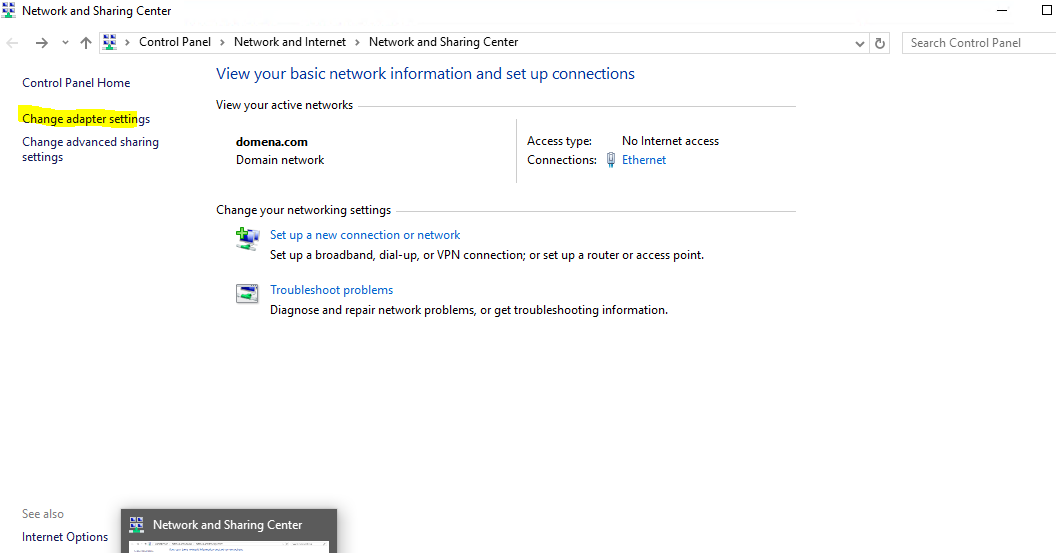 Network and Sharing Center
Control Panel > Network and Internet > Network and Sharing Center
Search Control Panel
Control Panel Home
Change adapter settings
Change advanced sharing
settings
View your basic network information and set up connections
View your active networks
domena.com
Domain network
Access type: No Internet access
Connections: Ethernet
Change your networking settings
Set up a new connection or network
Set up a broadband, dial-up, or VPN connection; or set up a router or access point.
Troubleshoot problems
Diagnose and repair network problems, or get troubleshooting information.
See also
Internet Options
Network and Sharing Center